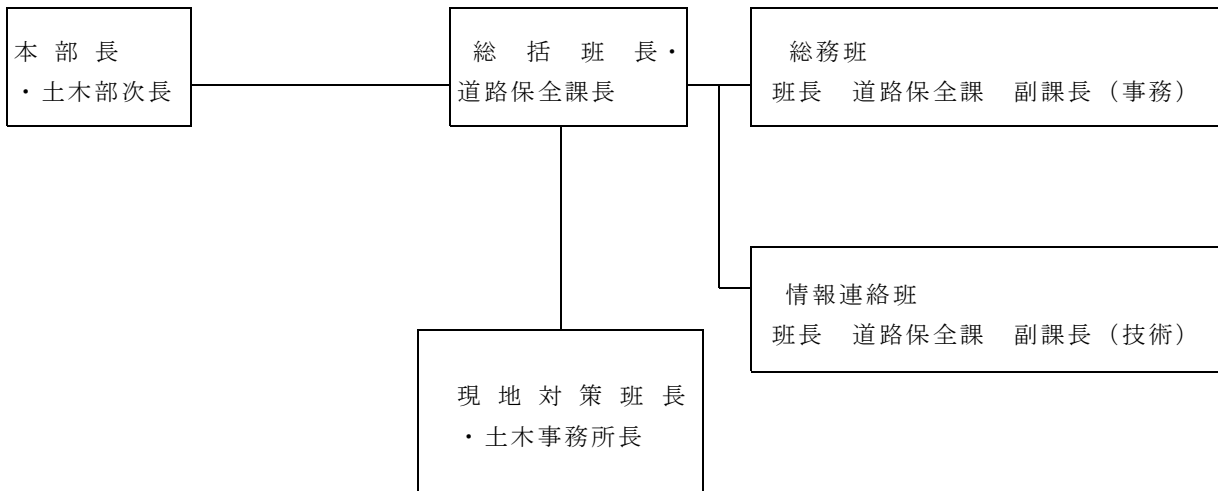 本部長
・土木部次長
総括班長・
道路保全課長
総務班
班長　道路保全課　副課長（事務）
情報連絡班
班長　道路保全課　副課長（技術）
現地対策班長
・土木事務所長